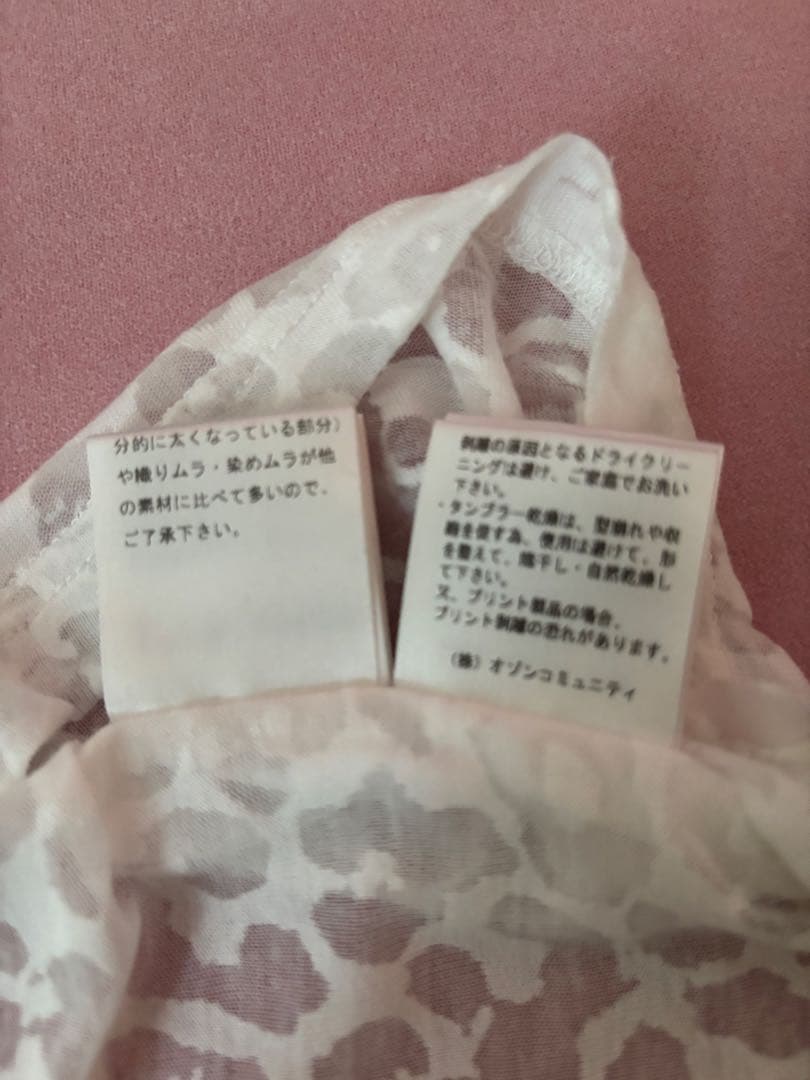 分的に太くなっている部分）
や織りムラ・染めムラが他
の素材に比べて多いので、
ご了承下さい。
剥離の原因となるドライクリー
ニングは避け、ご家庭でお洗い
下さい。
・タンブラー乾燥は、型崩れや収
縮を促す為、使用は避けて、形
を整えて、陰干し・自然乾燥し
て下さい。
又、プリント製品の場合、
プリント剥離の恐れがあります。
（株）オゾンコミュニティ